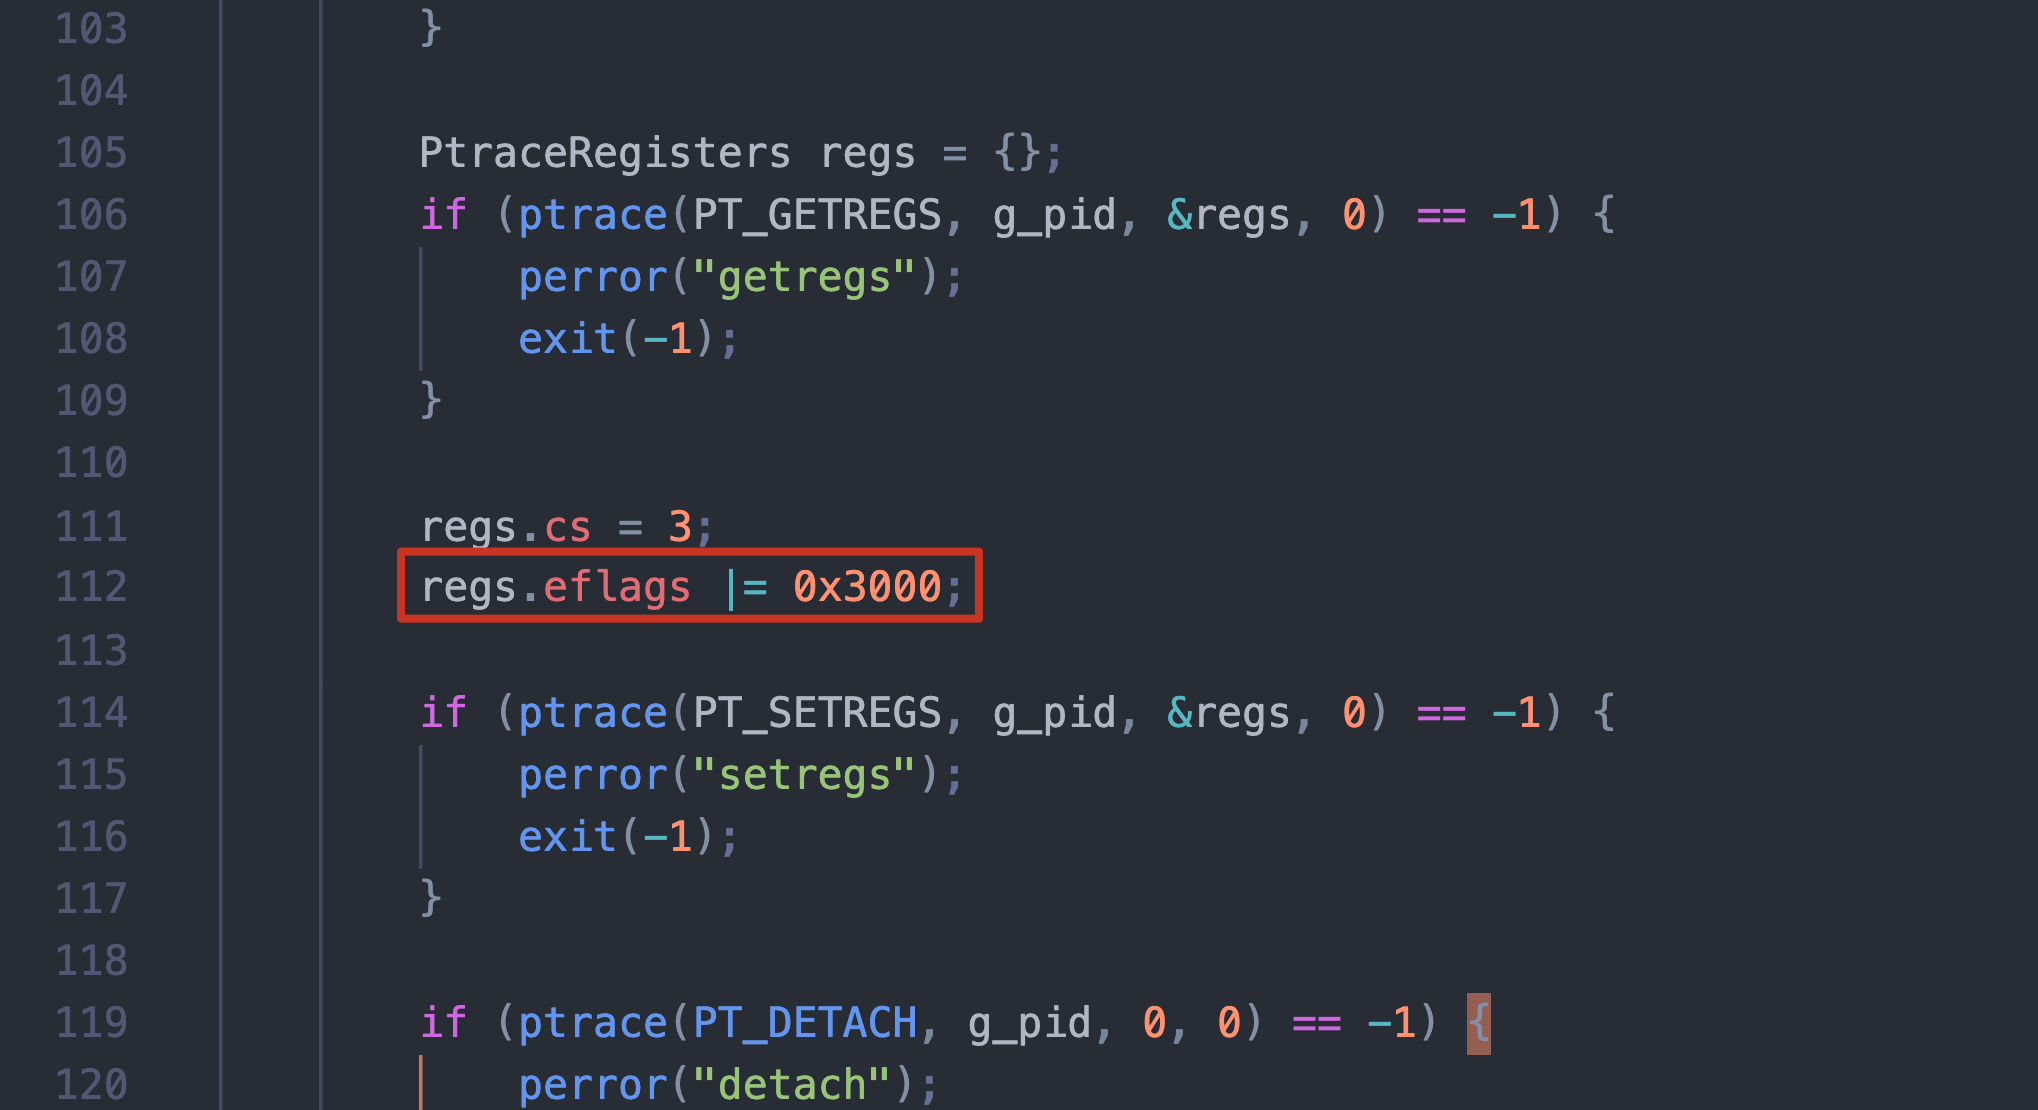 103 }
104
105 PtraceRegisters regs = {};
106 if (ptrace(PT_GETREGS, g_pid, &regs, 0) == -1) {
107 perror("getregs");
108 exit(-1);
109 }
110
111 regs.cs = 3;
112 regs.eflags |= 0x3000;
113
114 if (ptrace(PT_SETREGS, g_pid, &regs, 0) == -1) {
115 perror("setregs");
116 exit(-1);
117 }
118
119 if (ptrace(PT_DETACH, g_pid, 0, 0) == -1) {
120 perror("detach");